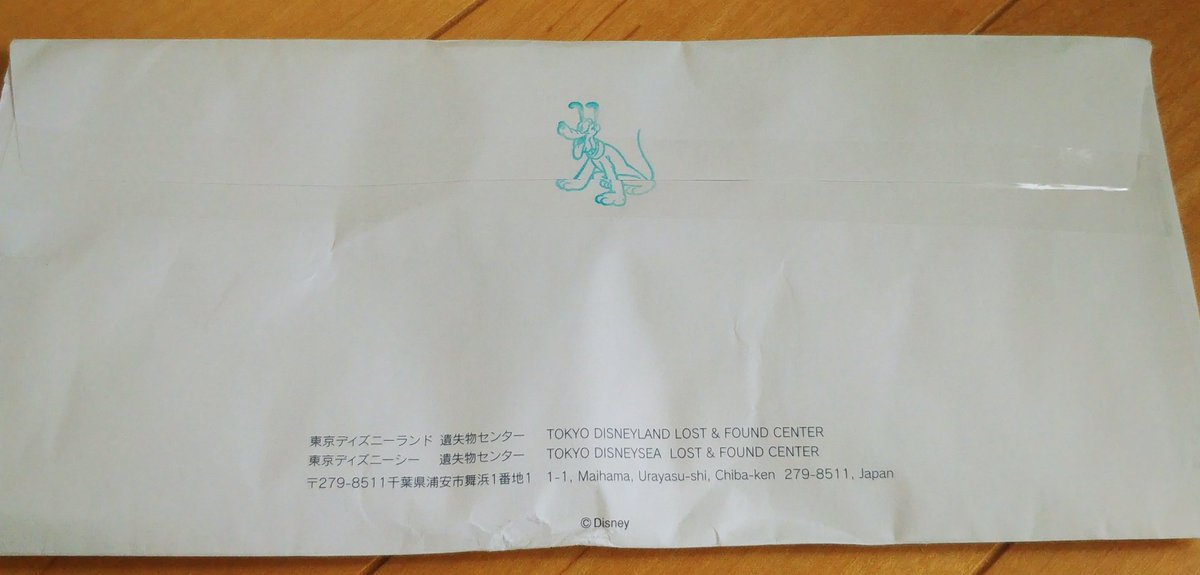 東京ディズニーランド 遺失物センター TOKYO DISNEYLAND LOST & FOUND CENTER
東京ディズニーシー 遺失物センター TOKYO DISNEYSEA LOST & FOUND CENTER
〒279-8511千葉県浦安市舞浜1番地1 1-1, Maihama, Urayasu-shi, Chiba-ken 279-8511, Japan
©Disney